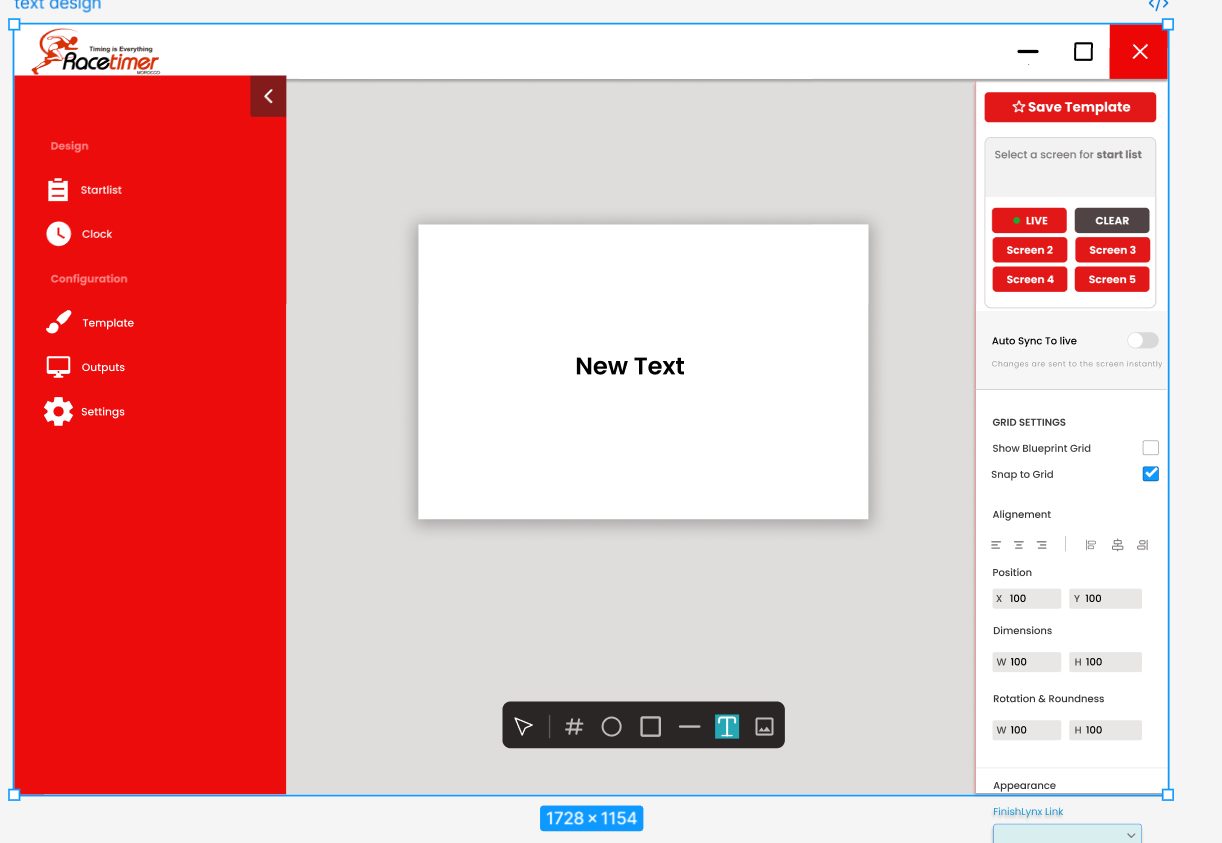 text design
</>
Timing is Everything
Racetimer
MOROCCO
Design
Startlist
Clock
Configuration
Template
Outputs
Settings
New Text
T
1728 × 1154
Save Template
Select a screen for start list
LIVE CLEAR
Screen 2 Screen 3
Screen 4 Screen 5
Auto Sync To live
Changes are sent to the screen instantly
GRID SETTINGS
Show Blueprint Grid
Snap to Grid
Alignement
Position
X 100 Y 100
Dimensions
W 100 H 100
Rotation & Roundness
W 100 H 100
Appearance
FinishLynx Link